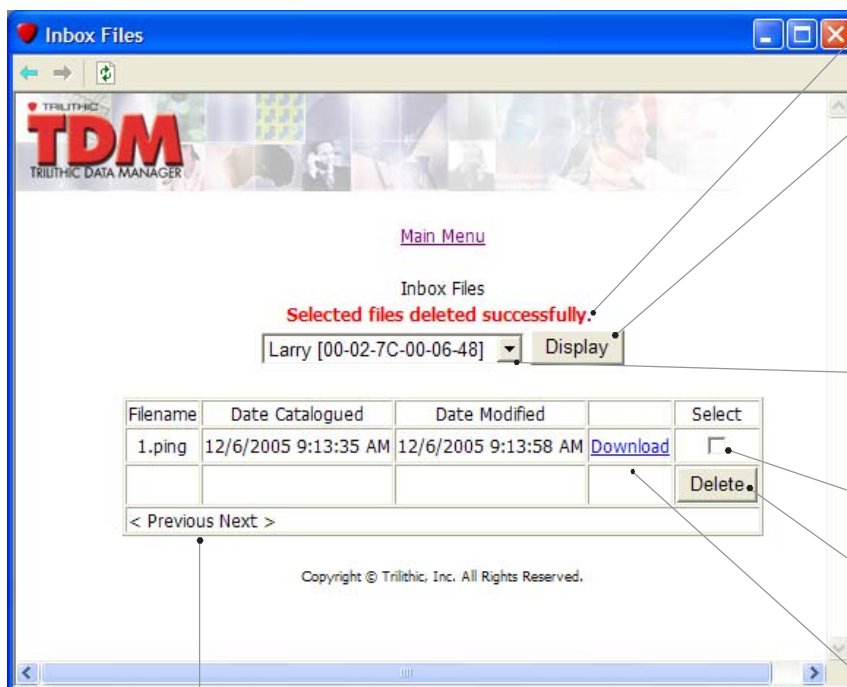 Inbox Files
TRILITHIC
TDM
TRILITHIC DATA MANAGER
Main Menu
Inbox Files
Selected files deleted successfully.
Larry [00-02-7C-00-06-48] Display
Filename Date Catalogued Date Modified Select
1.ping 12/6/2005 9:13:35 AM 12/6/2005 9:13:58 AM Download
Delete
< Previous Next >
Copyright © Trilithic, Inc. All Rights Reserved.